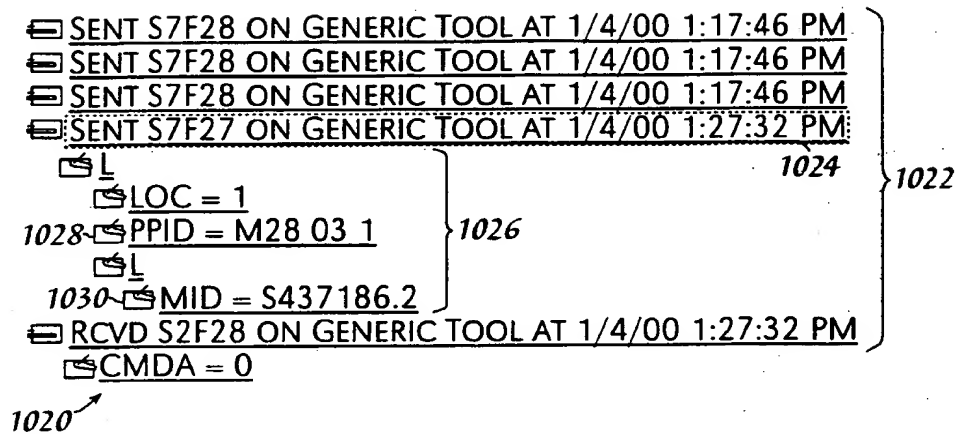 SENT S7F28 ON GENERIC TOOL AT 1/4/00 1:17:46 PM
SENT S7F28 ON GENERIC TOOL AT 1/4/00 1:17:46 PM
SENT S7F28 ON GENERIC TOOL AT 1/4/00 1:17:46 PM
SENT S7F27 ON GENERIC TOOL AT 1/4/00 1:27:32 PM
1024
1022
L
LOC = 1
1028 PPID = M28 03 1
1026
L
1030 MID = S437186.2
RCVD S2F28 ON GENERIC TOOL AT 1/4/00 1:27:32 PM
CMDA = 0
1020